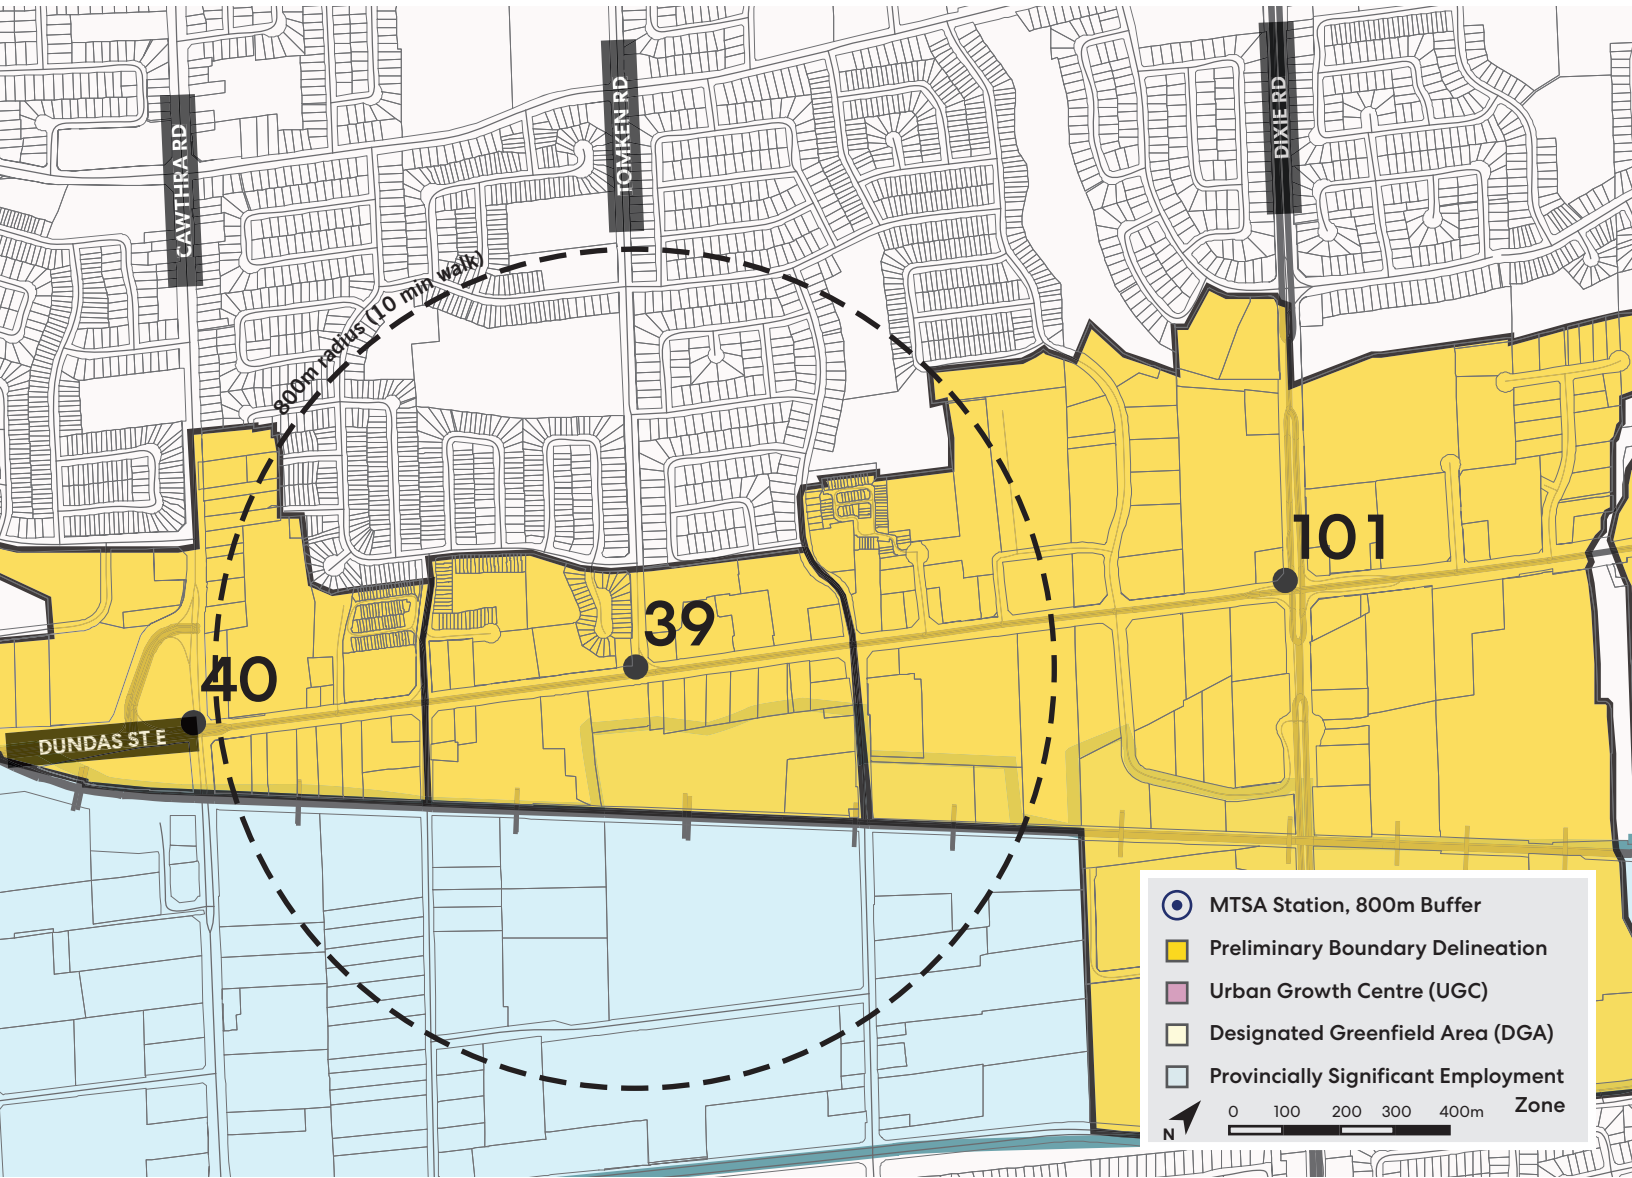 CAWTHRA RD
TOMKEN RD
DIXIE RD
800m radius (10 min walk)
101
39
40
DUNDAS ST E
MTSA Station, 800m Buffer
Preliminary Boundary Delineation
Urban Growth Centre (UGC)
Designated Greenfield Area (DGA)
Provincially Significant Employment
Zone
0 100 200 300 400m
N